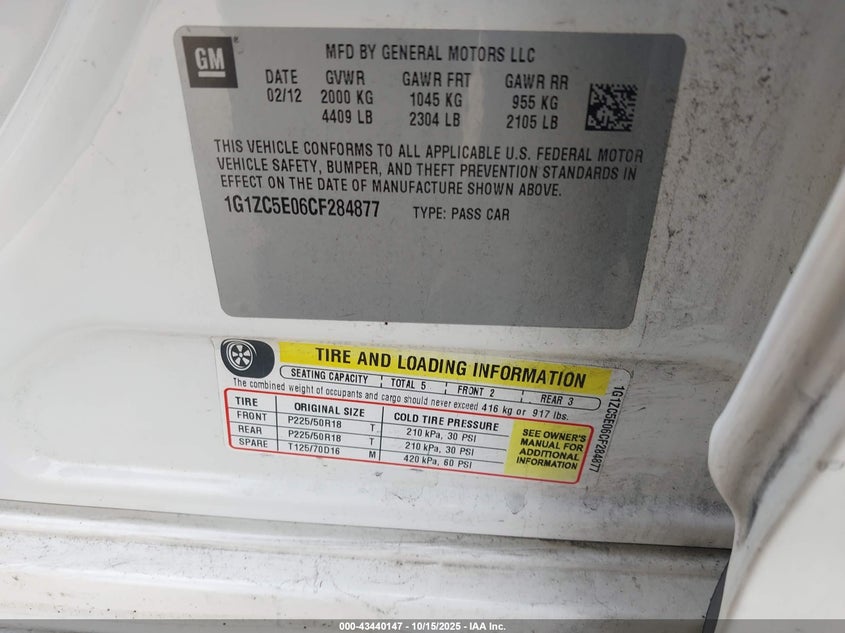 GM
MFD BY GENERAL MOTORS LLC
DATE GVWR GAWR FRT GAWR RR
02/12 2000 KG 1045 KG 955 KG
4409 LB 2304 LB 2105 LB
THIS VEHICLE CONFORMS TO ALL APPLICABLE U.S. FEDERAL MOTOR
VEHICLE SAFETY, BUMPER, AND THEFT PREVENTION STANDARDS IN
EFFECT ON THE DATE OF MANUFACTURE SHOWN ABOVE.
1G1ZC5E06CF284877 TYPE: PASS CAR
TIRE AND LOADING INFORMATION
SEATING CAPACITY TOTAL 5 FRONT 2 REAR 3
The combined weight of occupants and cargo should never exceed 416 kg or 917 lbs.
TIRE ORIGINAL SIZE COLD TIRE PRESSURE
FRONT P225/50R18 T 210 kPa, 30 PSI
REAR P225/50R18 T 210 kPa, 30 PSI
SPARE T125/70D16 M 420 kPa, 60 PSI
SEE OWNER'S
MANUAL FOR
ADDITIONAL
INFORMATION
1G1ZC5E06CF284877
000-43440147 - 10/15/2025 - IAA Inc.